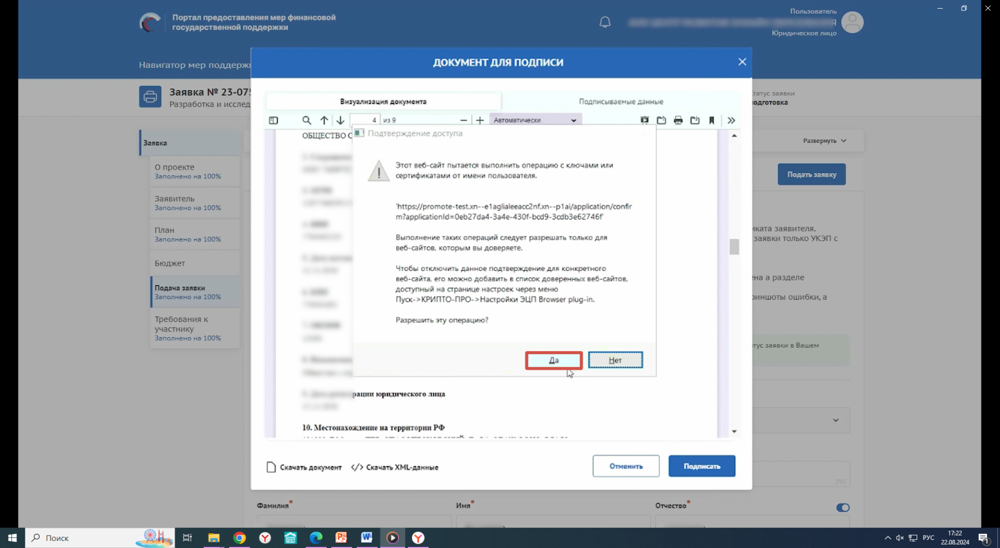 Портал предоставления мер финансовой
государственной поддержки
Пользователь
Я
Юридическое лицо
Навигатор мер поддержк
ДОКУМЕНТ ДЛЯ ПОДПИСИ
Заявка № 23-075
Разработка и исслед
татус заявки
одготовка
Визуализация документа
Подписываемые данные
4 из 9
Автоматически
ОБЩЕСТВО С
Подтверждение доступа
Заявка
Развернуть
О проекте
Заполнено на 100%
Подать заявку
Заявитель
Заполнено на 100%
План
Заполнено на 100%
Бюджет
Подача заявки
Заполнено на 100%
Требования к
участнику
Заполнено на 100%
Этот веб-сайт пытается выполнить операцию с ключами или
сертификатами от имени пользователя.
'https://promote-test.xn--e1aglialeeacc2nf.xn--p1ai/application/confir
m?applicationId=0eb27da4-3a4e-430f-bcd9-3cdb3e62746f'
Выполнение таких операций следует разрешать только для
веб-сайтов, которым вы доверяете.
Чтобы отключить данное подтверждение для конкретного
веб-сайта, его можно добавить в список доверенных веб-сайтов,
доступный на странице настроек через меню
Пуск->КРИПТО-ПРО->Настройки ЭЦП Browser plug-in.
Разрешить эту операцию?
Да
Нет
иката заявителя.
заявки только УКЭП с
на а разделе
риншоты ошибки, а
тус заявки в Вашем
рации юридического лица
10. Местонахождение на территории РФ
Скачать документ
</> Скачать XML-данные
Отменить
Подписать
292
Фамилия*
Имя*
Отчество*
Поиск
РУС
17:22
22.08.2024
1